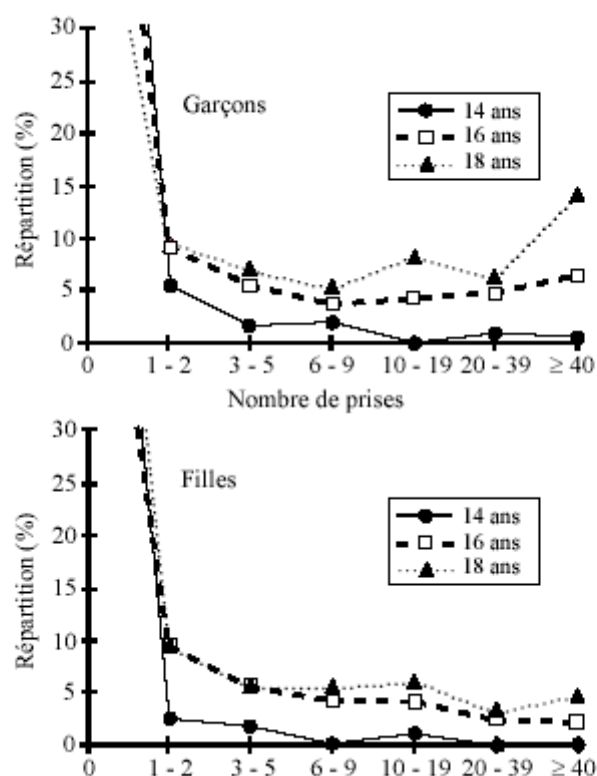 30
25
20
15
10
5
0
Répartition (%)
Garçons
14 ans
16 ans
18 ans
0 1 - 2 3 - 5 6 - 9 10 - 19 20 - 39 ≥ 40
Nombre de prises
30
25
20
15
10
5
0
Répartition (%)
Filles
14 ans
16 ans
18 ans
0 1 - 2 3 - 5 6 - 9 10 - 19 20 - 39 ≥ 40